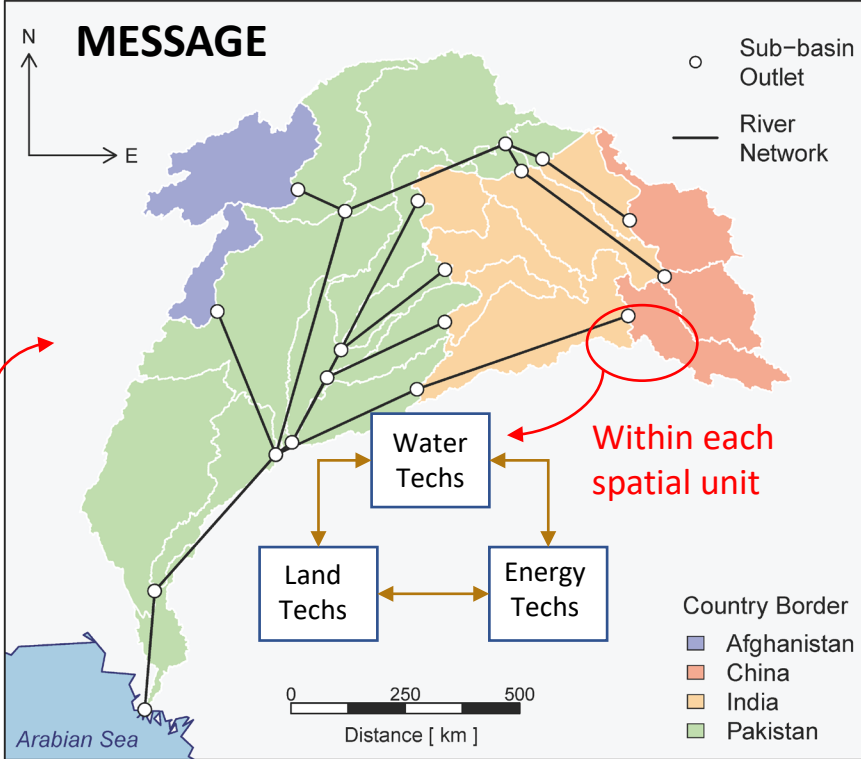 MESSAGE
N
E
Sub−basin
Outlet
River
Network
Within each
spatial unit
Water
Techs
Land
Techs
Energy
Techs
Country Border
Afghanistan
China
India
Pakistan
0 250 500
Distance [ km ]
Arabian Sea